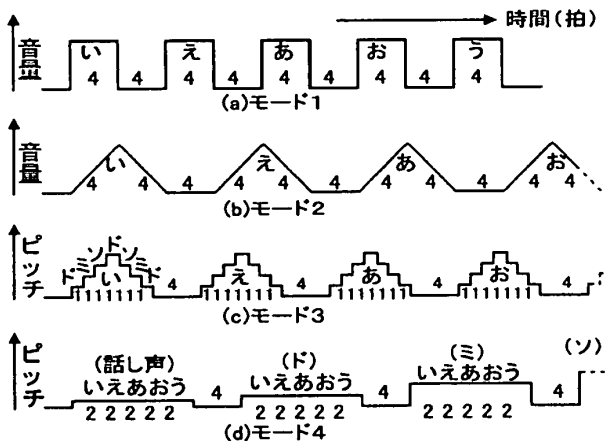 時間(拍)
音量
い え あ お う
4 4 4 4 4 4 4 4 4
(a)モード1
音量
い え あ お
4 4 4 4 4 4 4 4 4 4 4
(b)モード2
ピッチ
ドミソドソミド
い え あ お
1111111 4 1111111 4 1111111 4 1111111 4
(c)モード3
ピッチ
(話し声) (ド) (ミ) (ソ)
いえあおう いえあおう いえあおう
4 4 4
2 2 2 2 2 2 2 2 2 2 2 2 2 2 2
(d)モード4